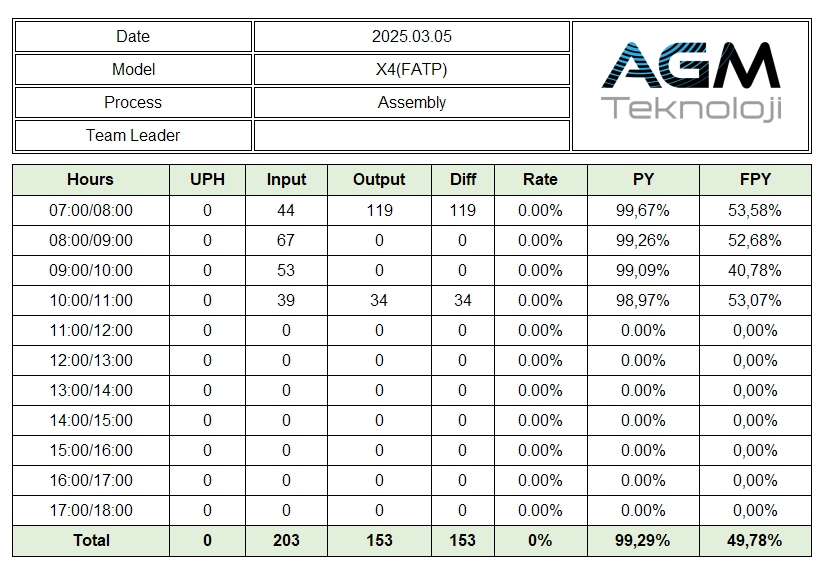 Date 2025.03.05
Model X4(FATP)
Process Assembly
Team Leader
AGM
Teknoloji
Hours UPH Input Output Diff Rate PY FPY
07:00/08:00 0 44 119 119 0.00% 99,67% 53,58%
08:00/09:00 0 67 0 0 0.00% 99,26% 52,68%
09:00/10:00 0 53 0 0 0.00% 99,09% 40,78%
10:00/11:00 0 39 34 34 0.00% 98,97% 53,07%
11:00/12:00 0 0 0 0 0.00% 0.00% 0,00%
12:00/13:00 0 0 0 0 0.00% 0.00% 0,00%
13:00/14:00 0 0 0 0 0.00% 0.00% 0,00%
14:00/15:00 0 0 0 0 0.00% 0.00% 0,00%
15:00/16:00 0 0 0 0 0.00% 0.00% 0,00%
16:00/17:00 0 0 0 0 0.00% 0.00% 0,00%
17:00/18:00 0 0 0 0 0.00% 0.00% 0,00%
Total 0 203 153 153 0% 99,29% 49,78%